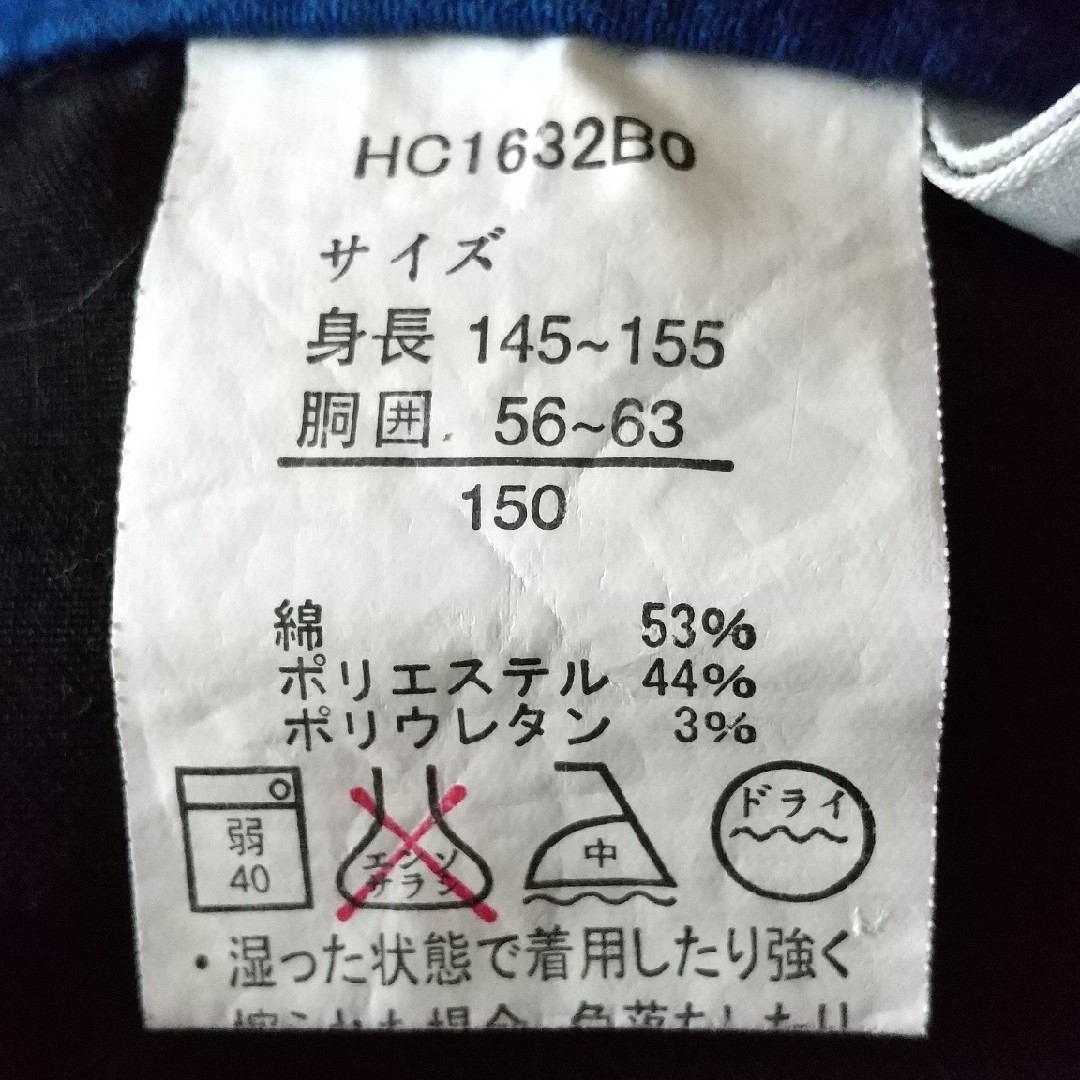 HC1632Bo
サイズ
身長 145~155
胴囲 56~63
150
綿 53%
ポリエステル 44%
ポリウレタン 3%
弱 40
エンソ サラシ
中
ドライ
・湿った状態で着用したり強く